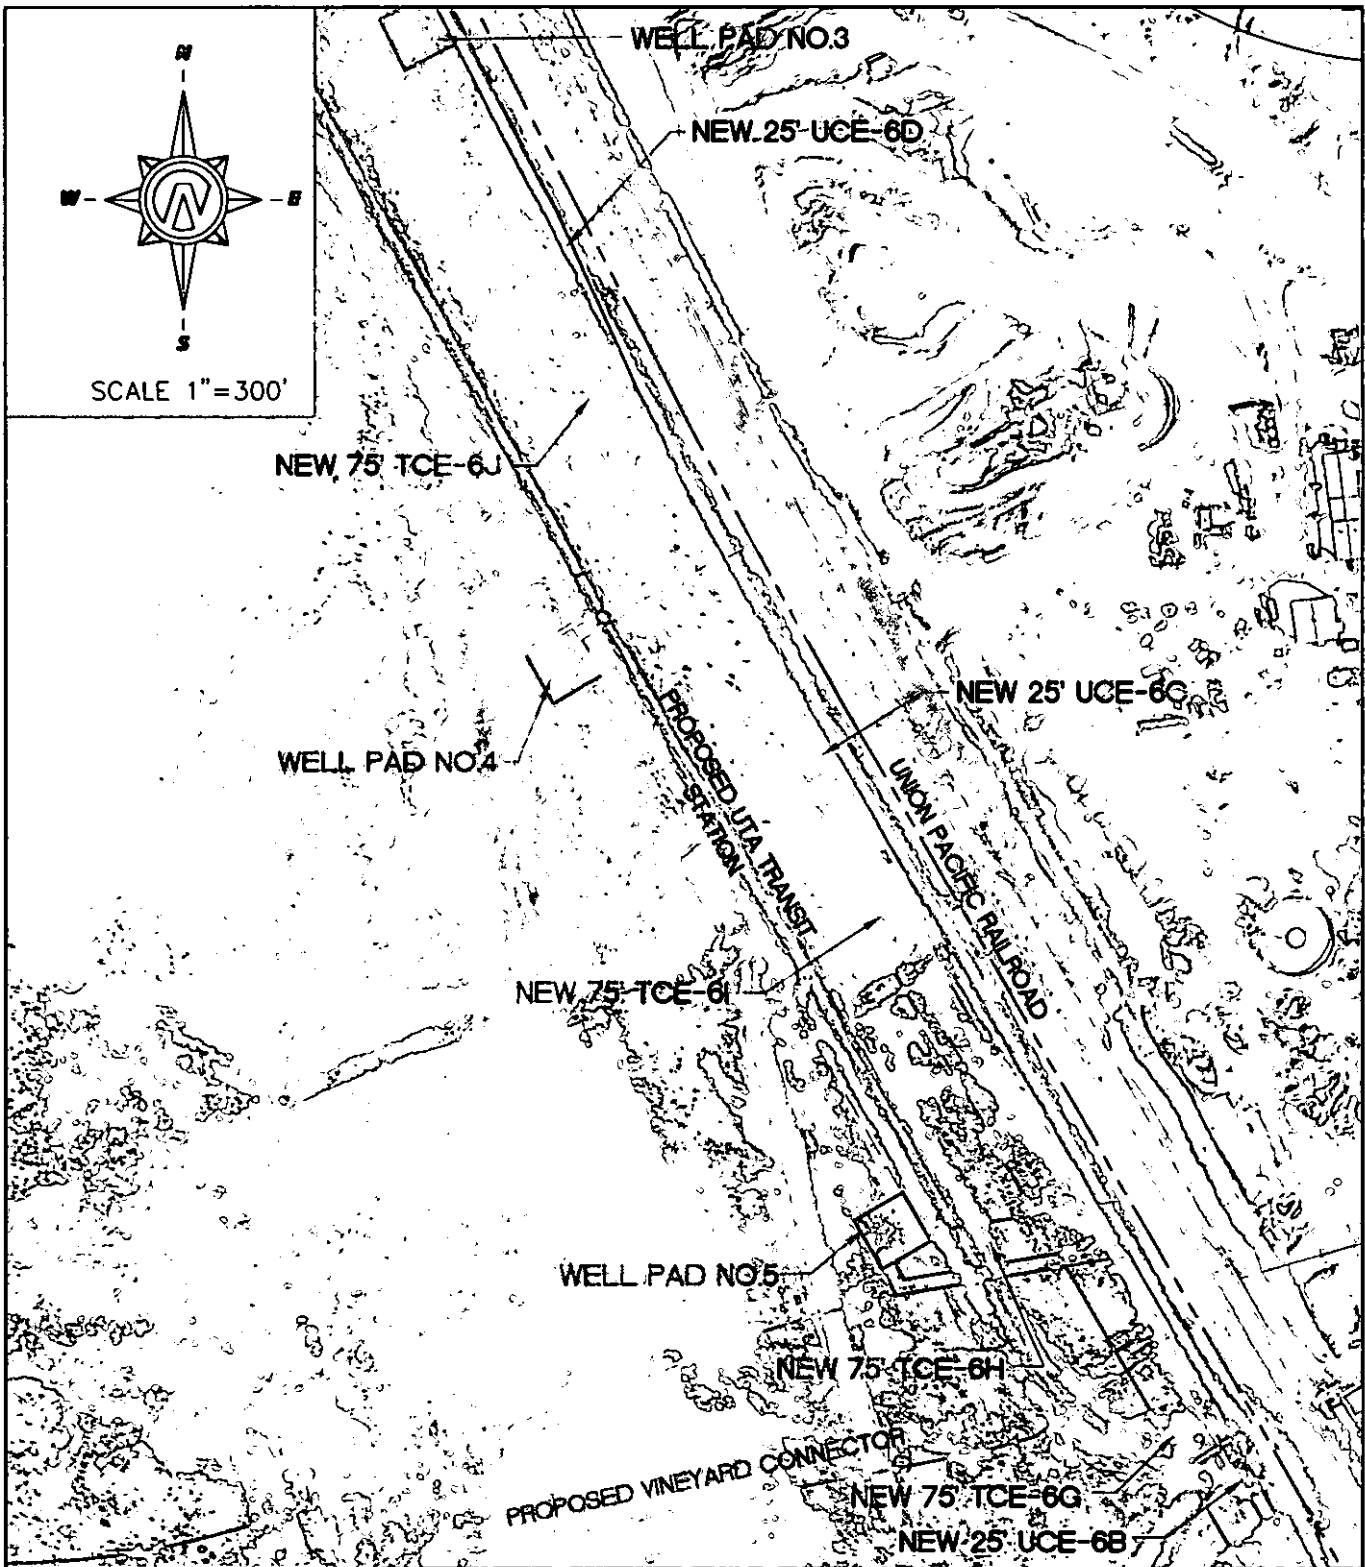 WELL PAD NO.3
N
NEW 25' UCE-6D
W
E
S
SCALE 1"=300'
NEW 75' TCE-6J
NEW 25' UCE-6C
WELL PAD NO.4
PROPOSED UTA TRANSIT
STATION
UNION PACIFIC RAILROAD
NEW 75' TCE-6I
WELL PAD NO.5
NEW 75' TCE-6H
PROPOSED VINEYARD CONNECTOR
NEW 75' TCE-6G
NEW 25' UCE-6B